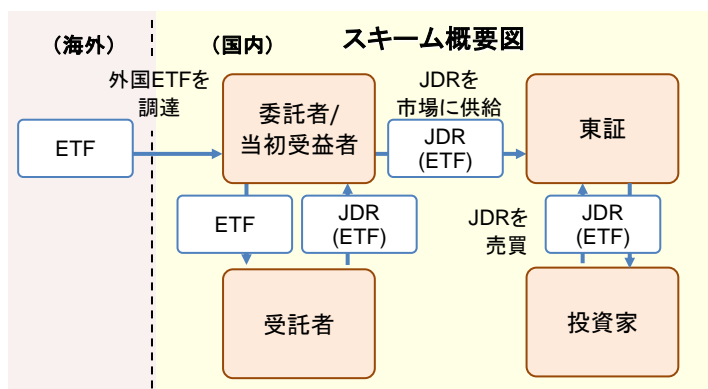 （海外）
（国内）
スキーム概要図
外国ETFを
調達
委託者/
当初受益者
JDRを
市場に供給
東証
ETF
JDR
(ETF)
ETF
JDR
(ETF)
JDRを
売買
JDR
(ETF)
受託者
投資家